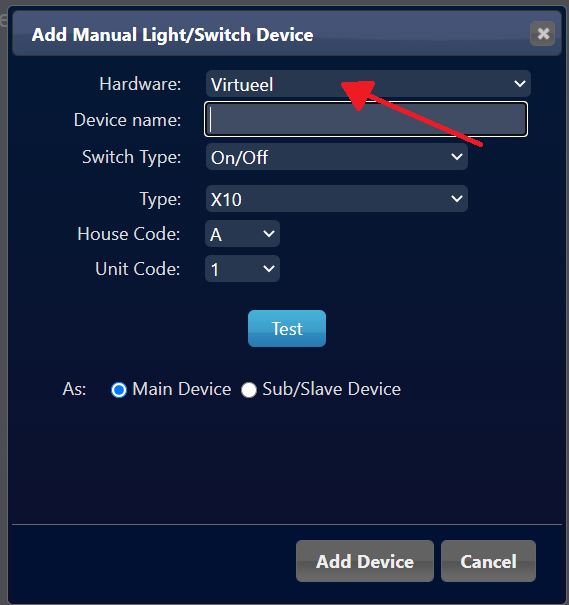 Add Manual Light/Switch Device
Hardware: Virtueel
Device name:
Switch Type: On/Off
Type: X10
House Code: A
Unit Code: 1
Test
As: Main Device Sub/Slave Device
Add Device Cancel